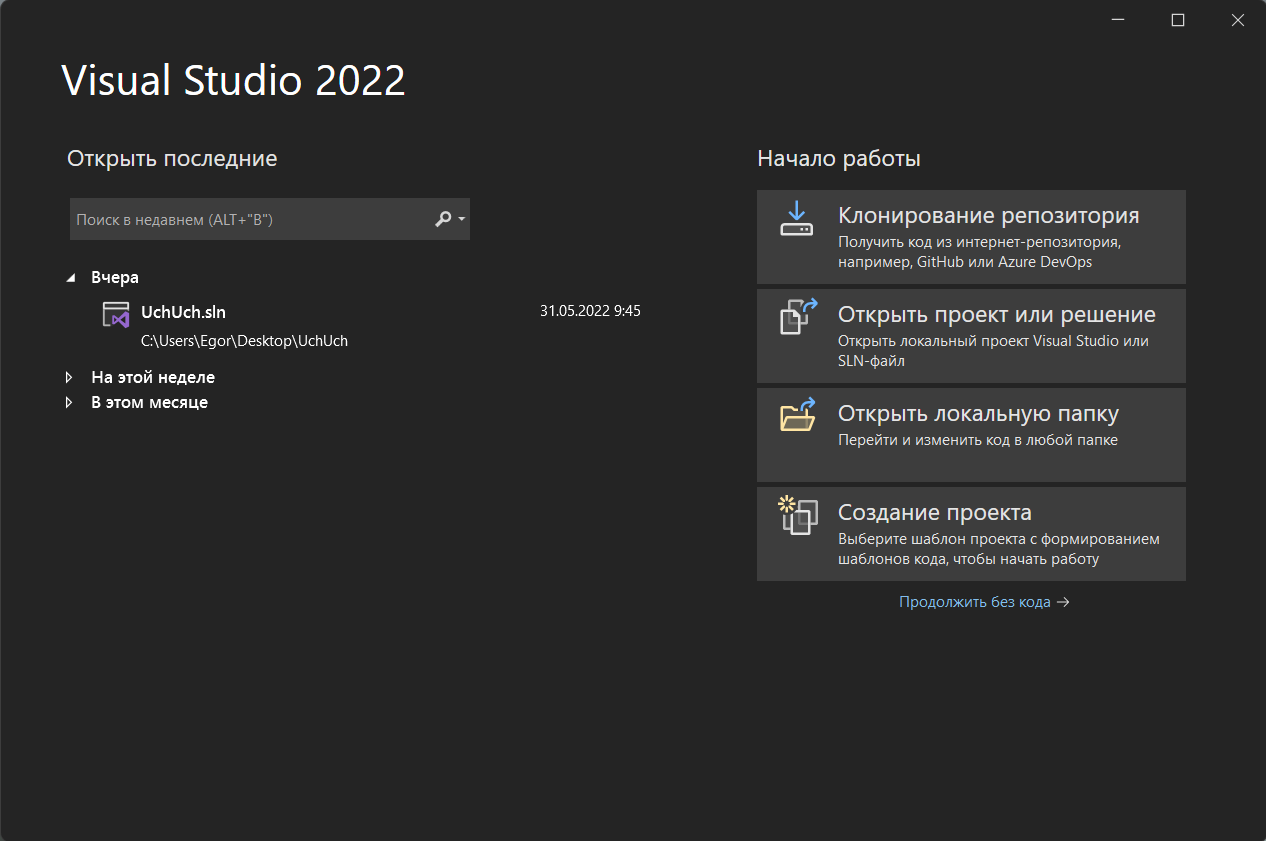 Visual Studio 2022
Открыть последние
Поиск в недавнем (ALT+"В")
Вчера
UchUch.sln
31.05.2022 9:45
C:\Users\Egor\Desktop\UchUch
На этой неделе
В этом месяце
Начало работы
Клонирование репозитория
Получить код из интернет-репозитория,
например, GitHub или Azure DevOps
Открыть проект или решение
Открыть локальный проект Visual Studio или
SLN-файл
Открыть локальную папку
Перейти и изменить код в любой папке
Создание проекта
Выберите шаблон проекта с формированием
шаблонов кода, чтобы начать работу
Продолжить без кода →